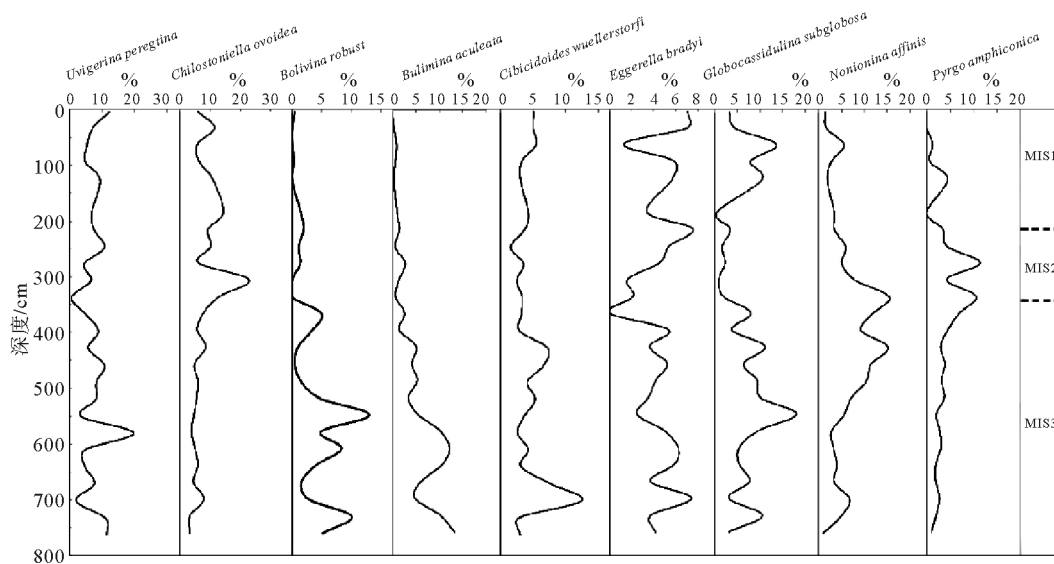 Uvigerina peregtina
Chilostoniella ovoidea
Bolivina robust
Bulimina aculeata
Cibicidoides wuellerstorfi
Eggerella bradyi
Globocassidulina subglobosa
Nonionina affinis
Pyrgo amphiconica
% % % % % % % % %
0 10 20 30 0 10 20 30 0 5 10 15 0 5 10 15 20 0 5 10 15 0 2 4 6 8 0 5 10 15 20 0 5 10 15 20 0 5 10 15 20
0
100
200
300
400
500
600
700
800
深度/cm
MIS1
MIS2
MIS3